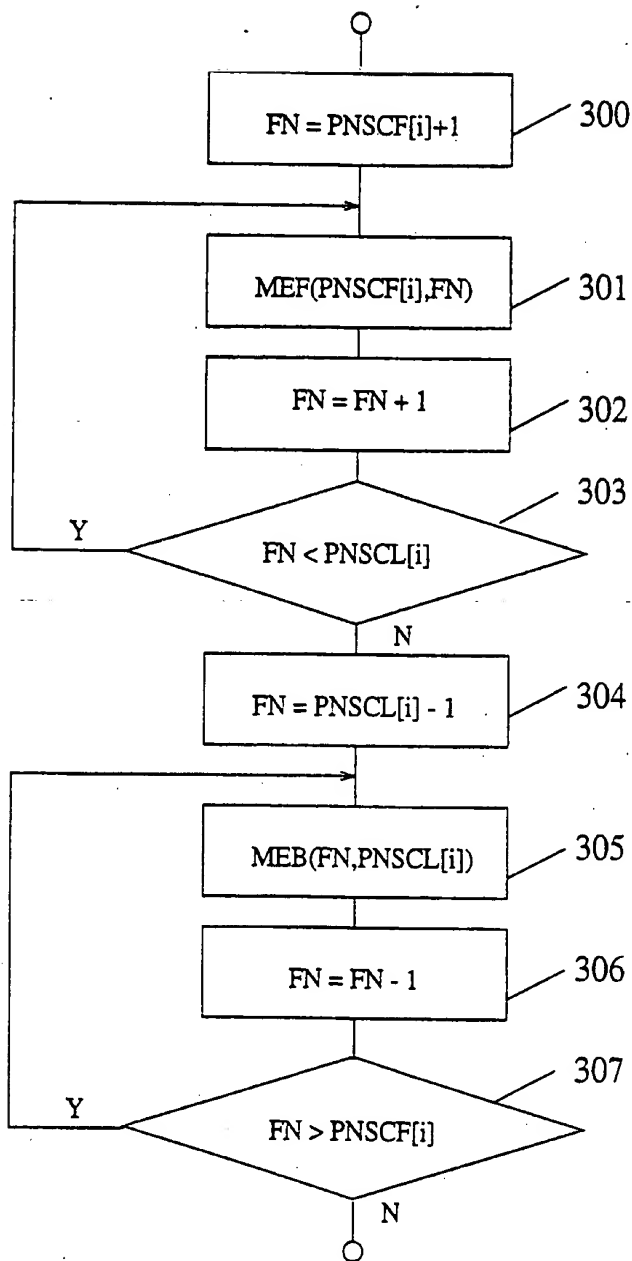 FN = PNSCF[i]+1
300
MEF(PNSCF[i],FN)
301
FN = FN + 1
302
303
Y
FN < PNSCL[i]
N
FN = PNSCL[i] - 1
304
MEB(FN,PNSCL[i])
305
FN = FN - 1
306
307
Y
FN > PNSCF[i]
N